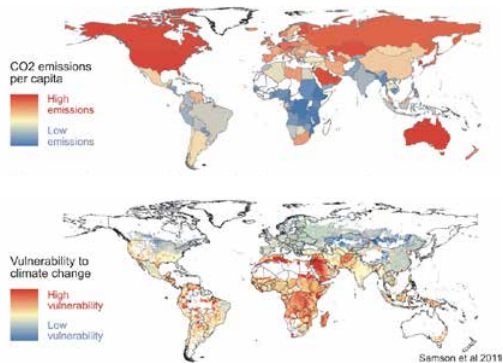 CO2 emissions
per capita
High
emissions
Low
emissions
Vulnerability to
climate change
High
vulnerability
Low
vulnerability
Samson et al 2011